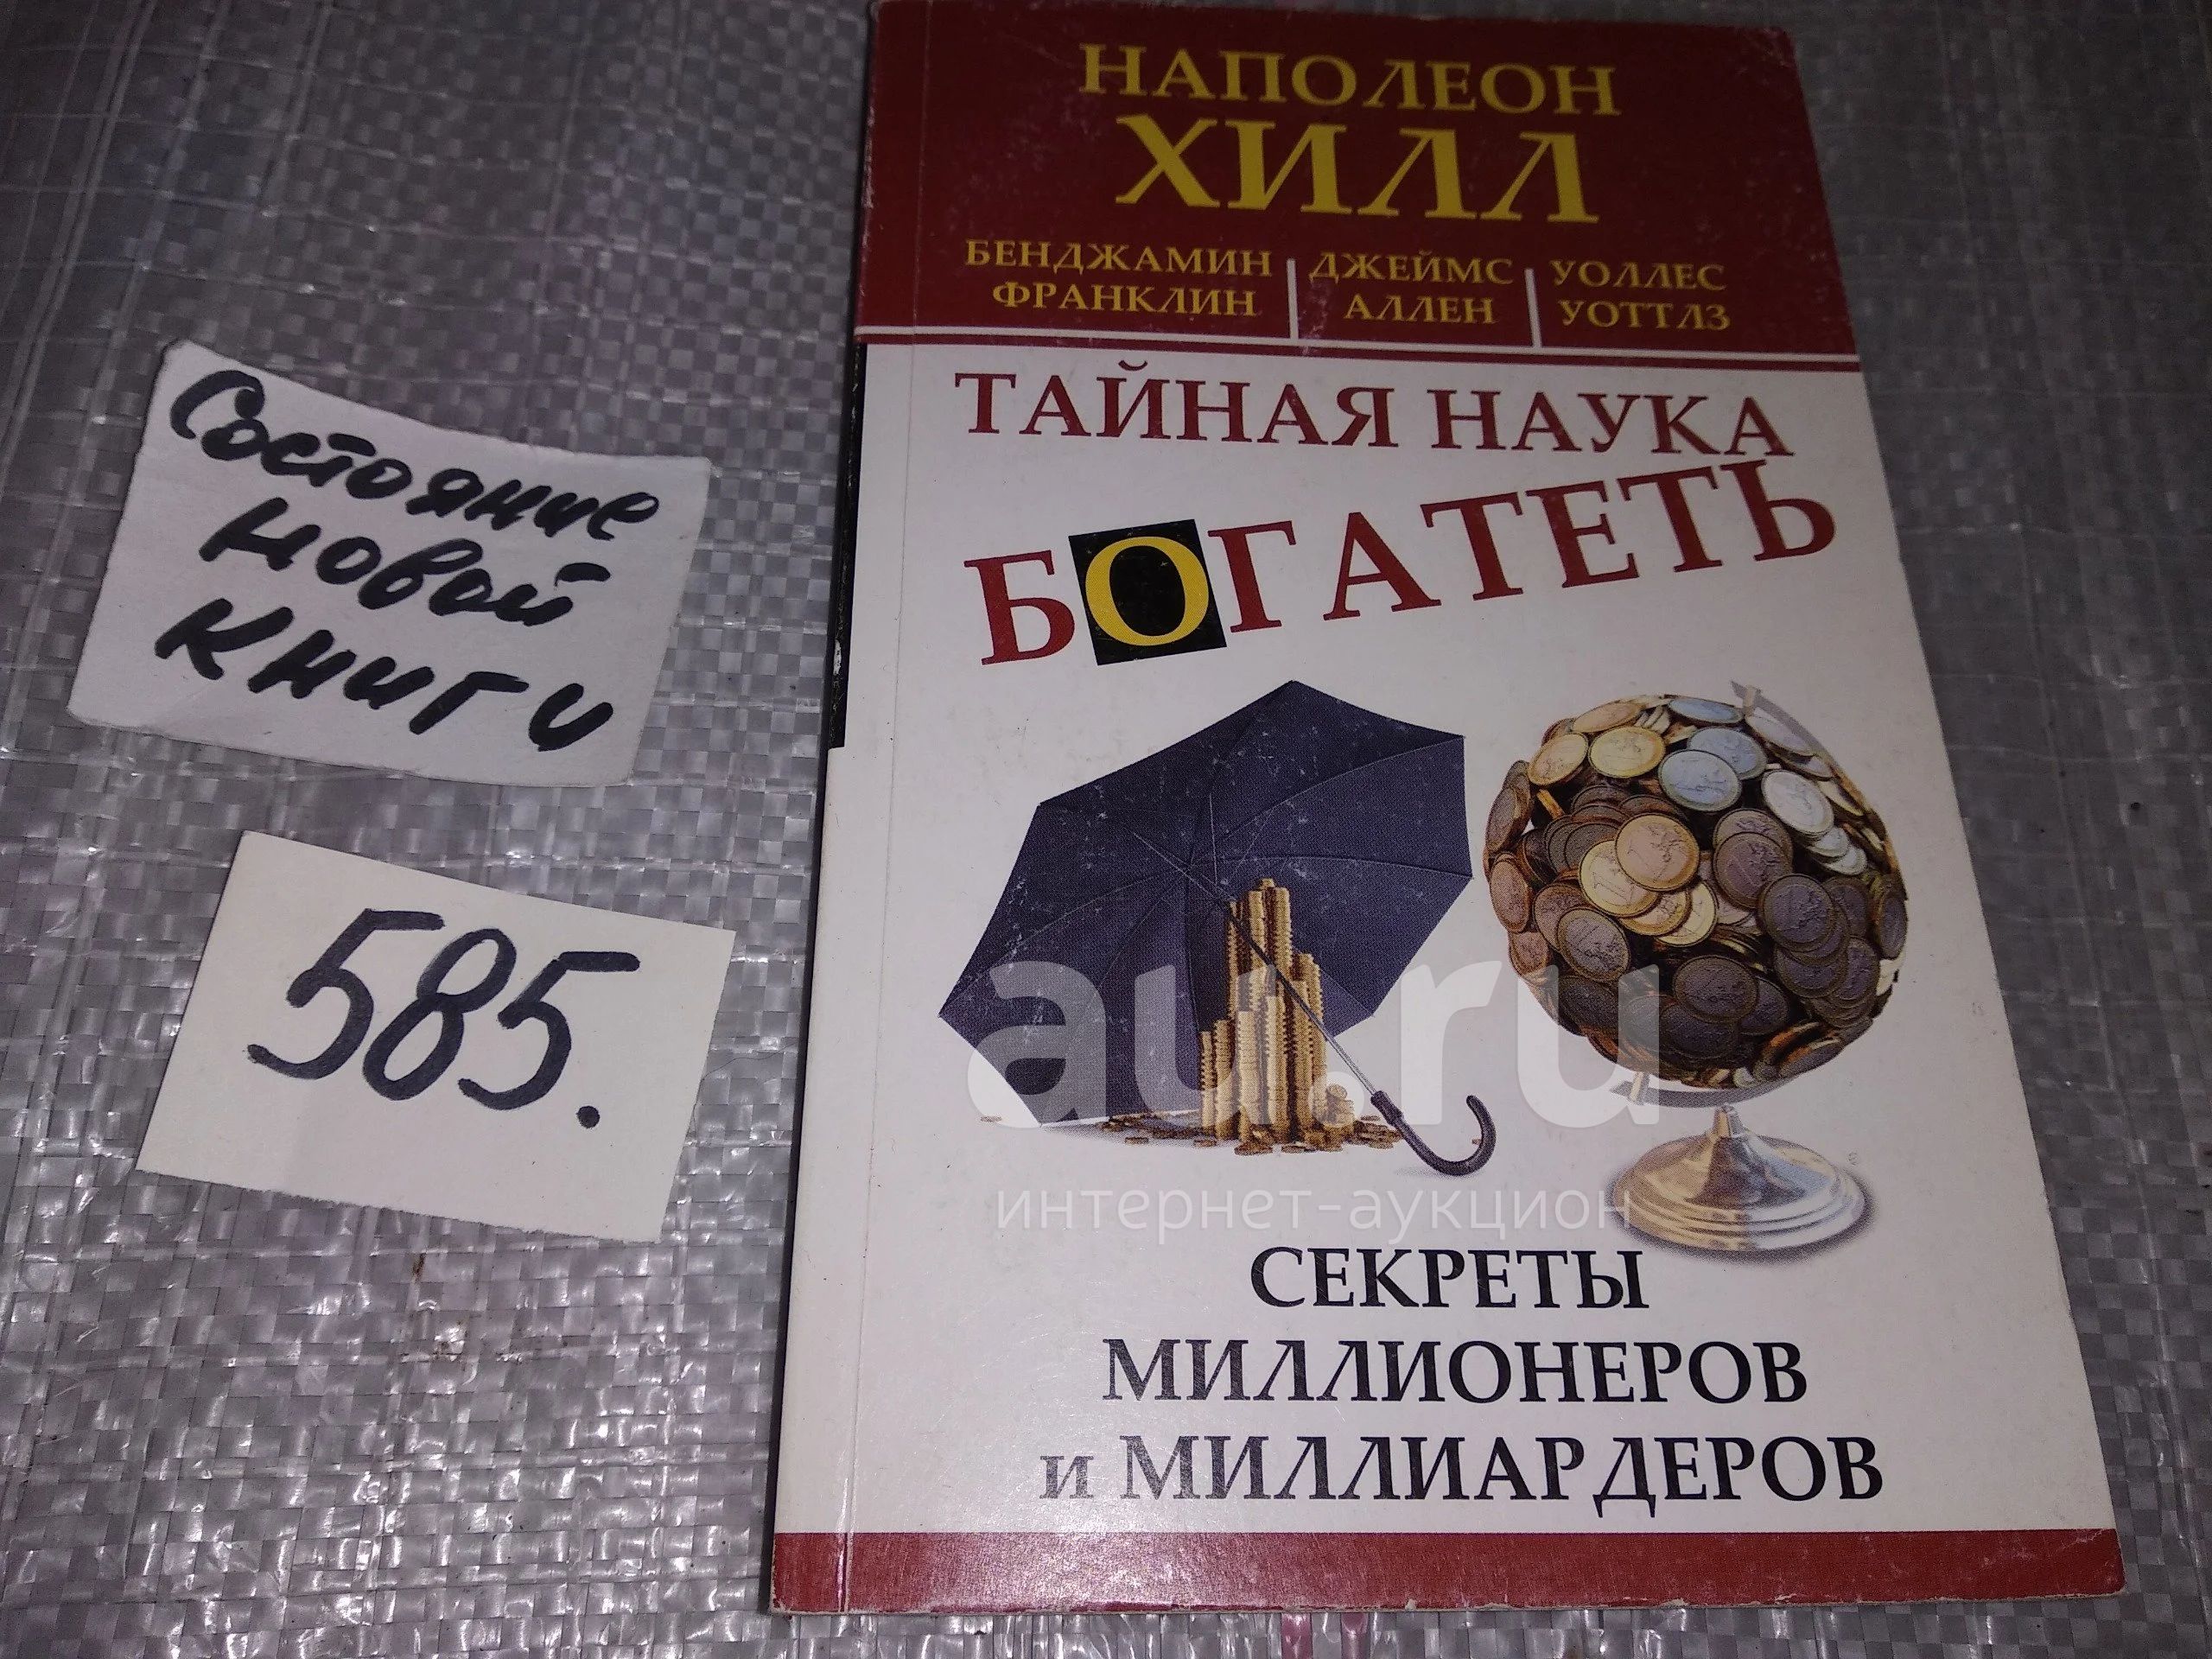 НАПОЛЕОН
ХИЛЛ
БЕНДЖАМИН
ФРАНКЛИН
ДЖЕЙМС
АЛЛЕН
УОЛЛЕС
УОТТЛЗ
ТАЙНАЯ НАУКА
БОГАТЕТЬ
Состояние
новой
книги
585.
au.ru
интернет-аукцион
СЕКРЕТЫ
МИЛЛИОНЕРОВ
и МИЛЛИАРДЕРОВ